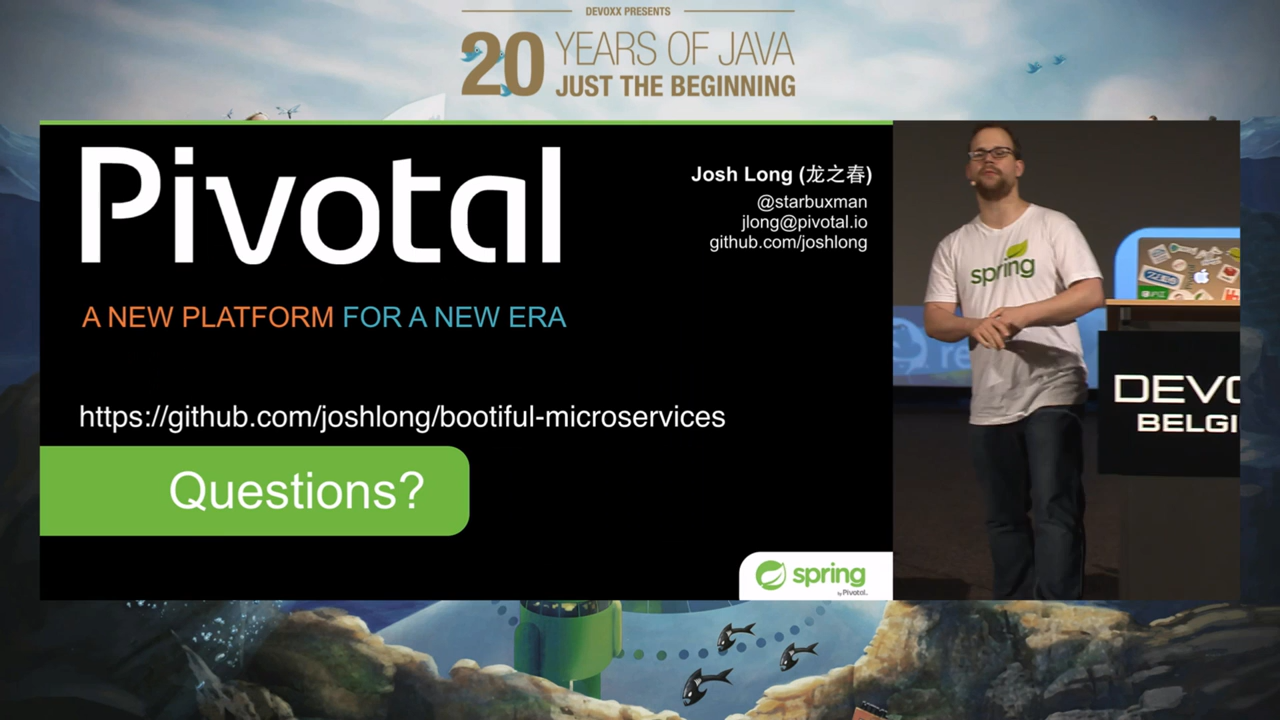 DEVOXX PRESENTS
20 YEARS OF JAVA
JUST THE BEGINNING
Pivotal
Josh Long (龙之春)
@starbuxman
jlong@pivotal.io
github.com/joshlong
A NEW PLATFORM FOR A NEW ERA
https://github.com/joshlong/bootiful-microservices
Questions?
spring
by Pivotal.
spring
re
DEVO
BELGI